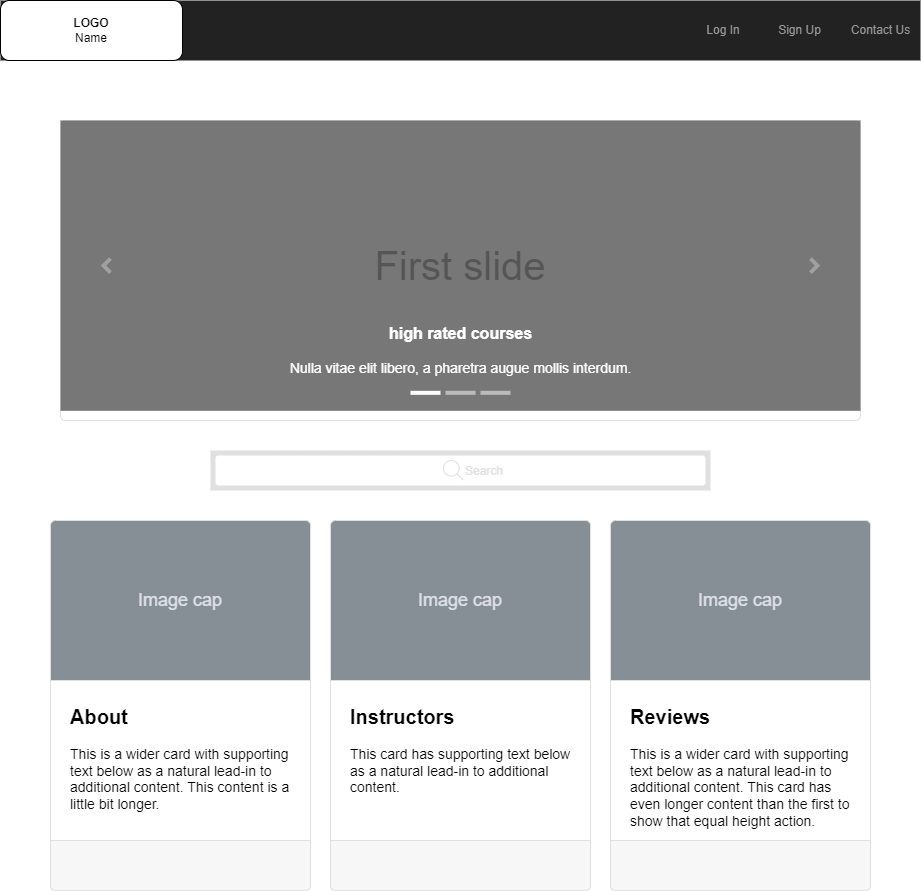 LOGO
Name
Log In
Sign Up
Contact Us
First slide
high rated courses
Nulla vitae elit libero, a pharetra augue mollis interdum.
Search
Image cap
Image cap
Image cap
About
This is a wider card with supporting
text below as a natural lead-in to
additional content. This content is a
little bit longer.
Instructors
This card has supporting text below
as a natural lead-in to additional
content.
Reviews
This is a wider card with supporting
text below as a natural lead-in to
additional content. This card has
even longer content than the first to
show that equal height action.